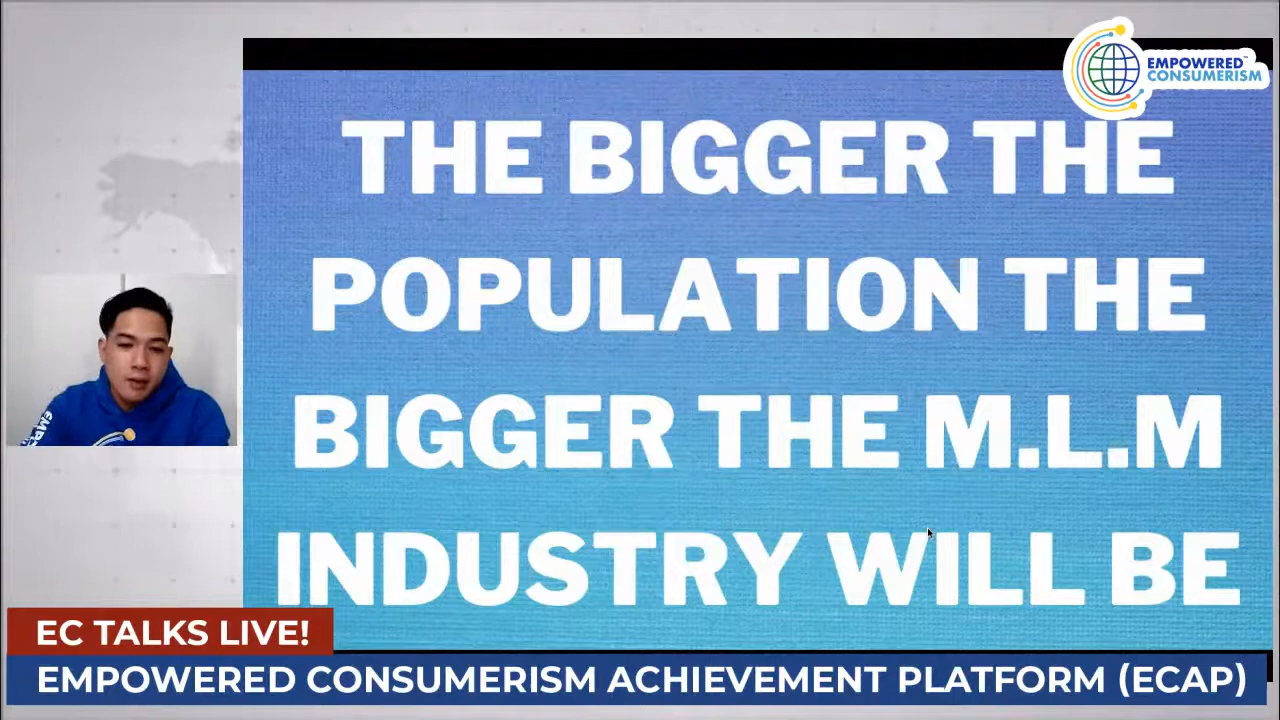 EMPOWERED™
CONSUMERISM
THE BIGGER THE
POPULATION THE
BIGGER THE M.L.M
INDUSTRY WILL BE
EC TALKS LIVE!
EMPOWERED CONSUMERISM ACHIEVEMENT PLATFORM (ECAP)